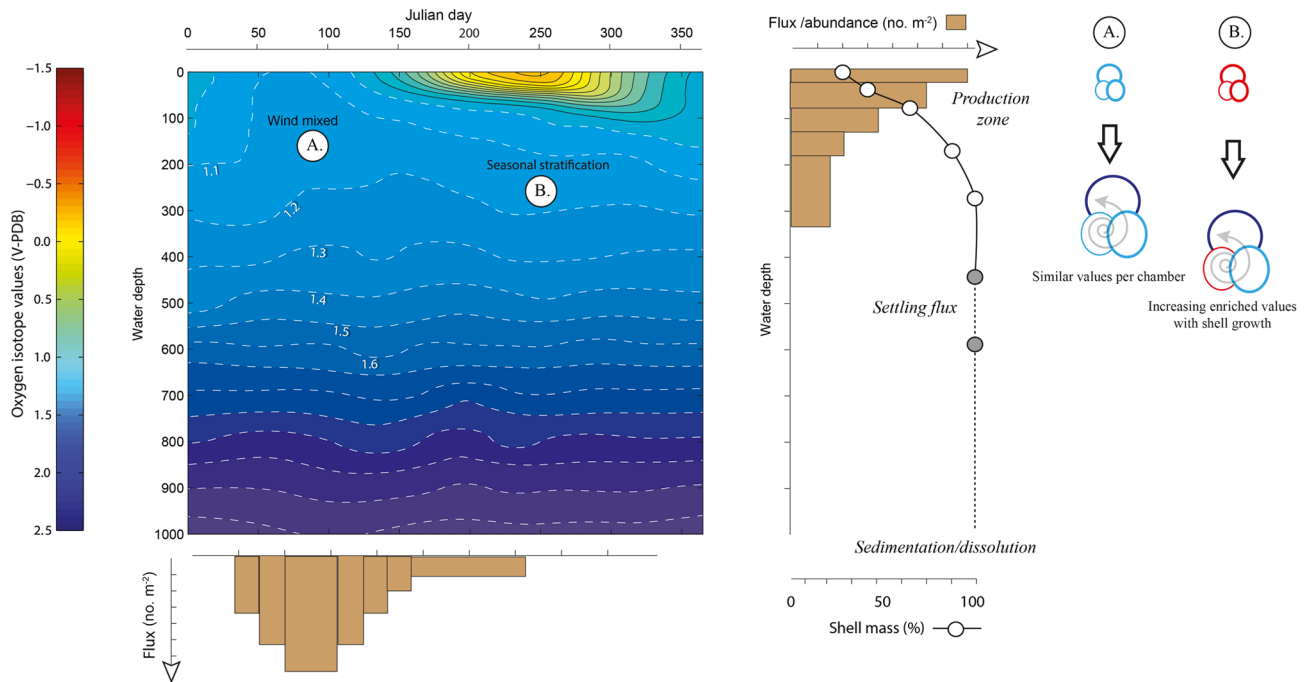 Julian day
0 50 100 150 200 250 300 350
Oxygen isotope values (V-PDB)
-1.5
-1.0
-0.5
0.0
0.5
1.0
1.5
2.0
2.5
Water depth
0
100
200
300
400
500
600
700
800
900
1000
Wind mixed
A.
Seasonal stratification
B.
1.1
1.2
1.3
1.4
1.5
1.6
Flux (no. m-2)
Flux /abundance (no. m-2)
Water depth
Production
zone
Settling flux
Sedimentation/dissolution
0 50 100
Shell mass (%)
A.
Similar values per chamber
B.
Increasing enriched values
with shell growth